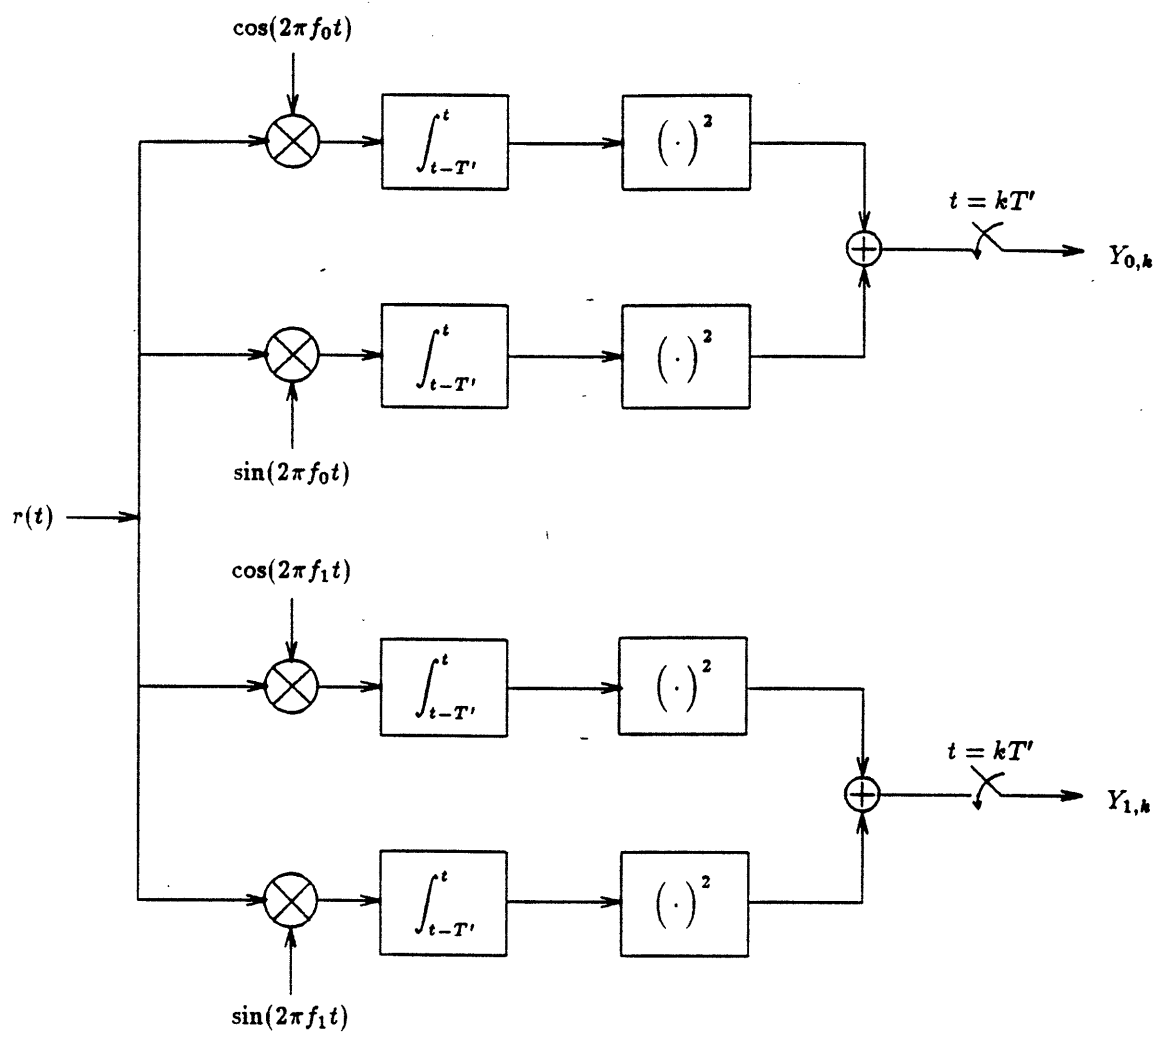 cos(2πf₀t)
∫ₜ₋T′ᵗ
(·)²
t = kT′
Y₀,ₖ
∫ₜ₋T′ᵗ
(·)²
sin(2πf₀t)
r(t)
cos(2πf₁t)
∫ₜ₋T′ᵗ
(·)²
t = kT′
Y₁,ₖ
∫ₜ₋T′ᵗ
(·)²
sin(2πf₁t)